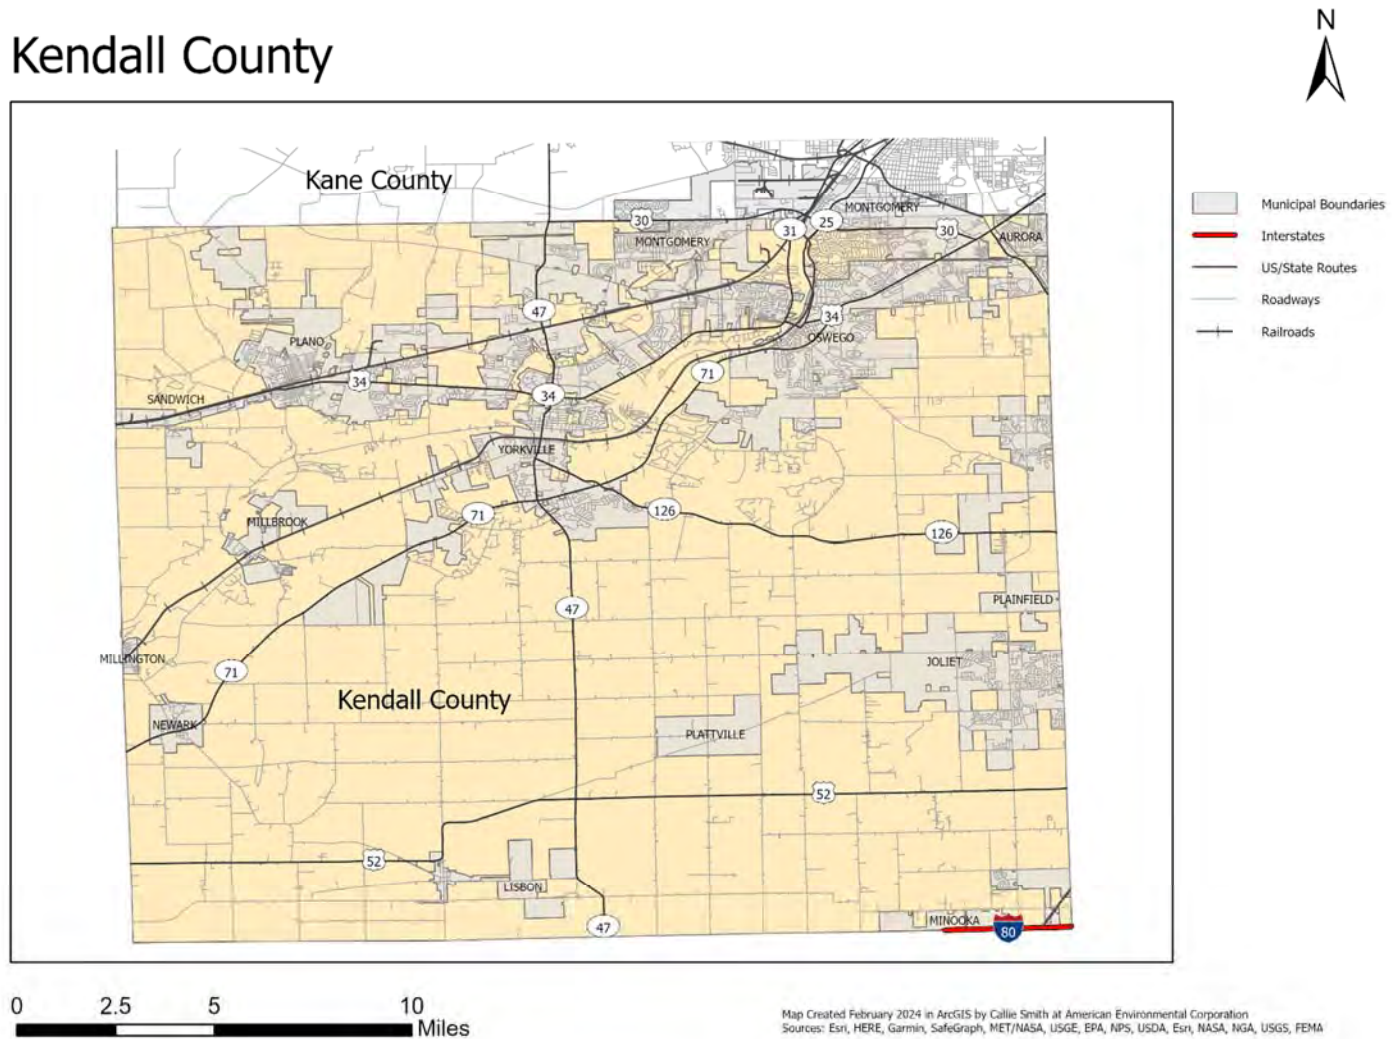 N
Kendall County
Kane County
MONTGOMERY
30
25
31
30
MONTGOMERY
AURORA
47
34
OSWEGO
PLANO
71
34
34
SANDWICH
YORKVILLE
71
126
MILLBROOK
126
47
PLAINFIELD
MILLINGTON
JOLIET
71
Kendall County
NEWARK
PLATTVILLE
52
52
LISBON
47
MINOOKA
80
Municipal Boundaries
Interstates
US/State Routes
Roadways
Railroads
0 2.5 5 10
Miles
Map Created February 2024 in ArcGIS by Callie Smith at American Environmental Corporation
Sources: Esri, HERE, Garmin, SafeGraph, MET/NASA, USGE, EPA, NPS, USDA, Esri, NASA, NGA, USGS, FEMA